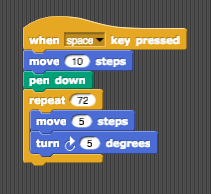 when space key pressed
move 10 steps
pen down
repeat 72
move 5 steps
turn 5 degrees